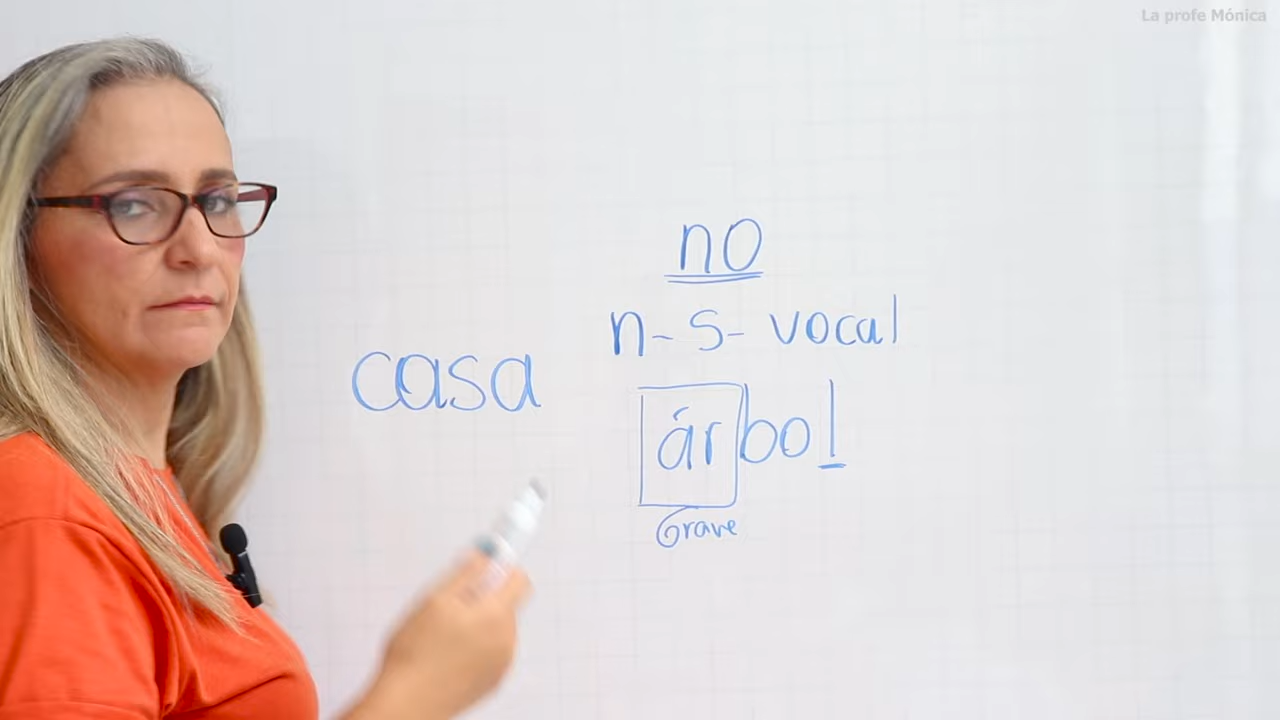 La profe Mónica
no
n-s-vocal
casa
árbol
Grave